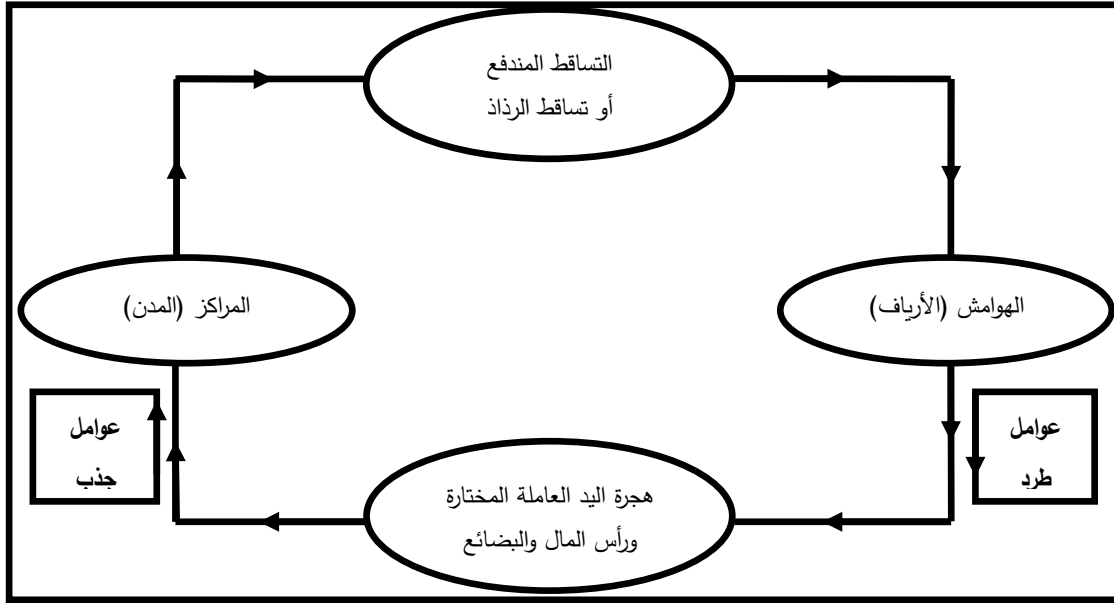 التساقط المندفع
أو تساقط الرذاذ
الهوامش (الأرياف)
المراكز (المدن)
عوامل
طرد
عوامل
جذب
هجرة اليد العاملة المختارة
ورأس المال والبضائع